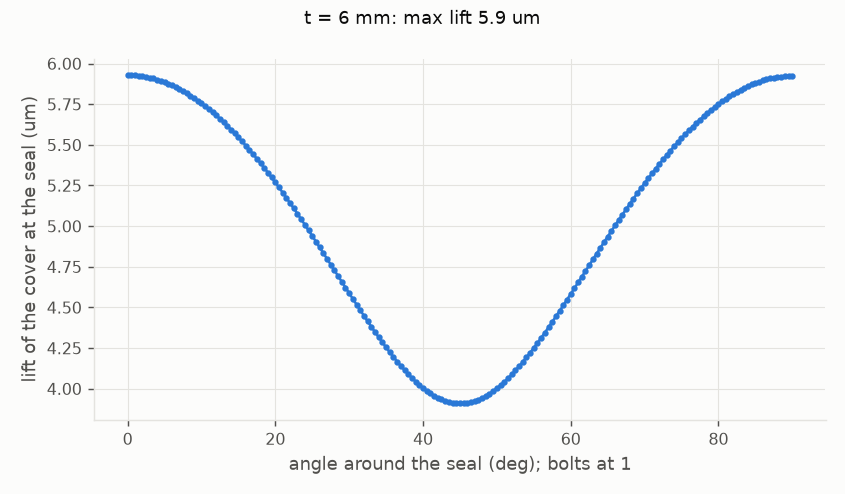 t = 6 mm: max lift 5.9 um
lift of the cover at the seal (um)
6.00
5.75
5.50
5.25
5.00
4.75
4.50
4.25
4.00
0 20 40 60 80
angle around the seal (deg); bolts at 1